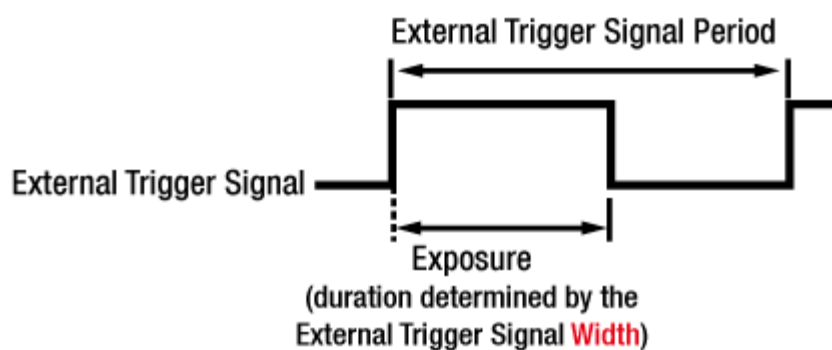 External Trigger Signal Period
External Trigger Signal
Exposure
(duration determined by the
External Trigger Signal Width)